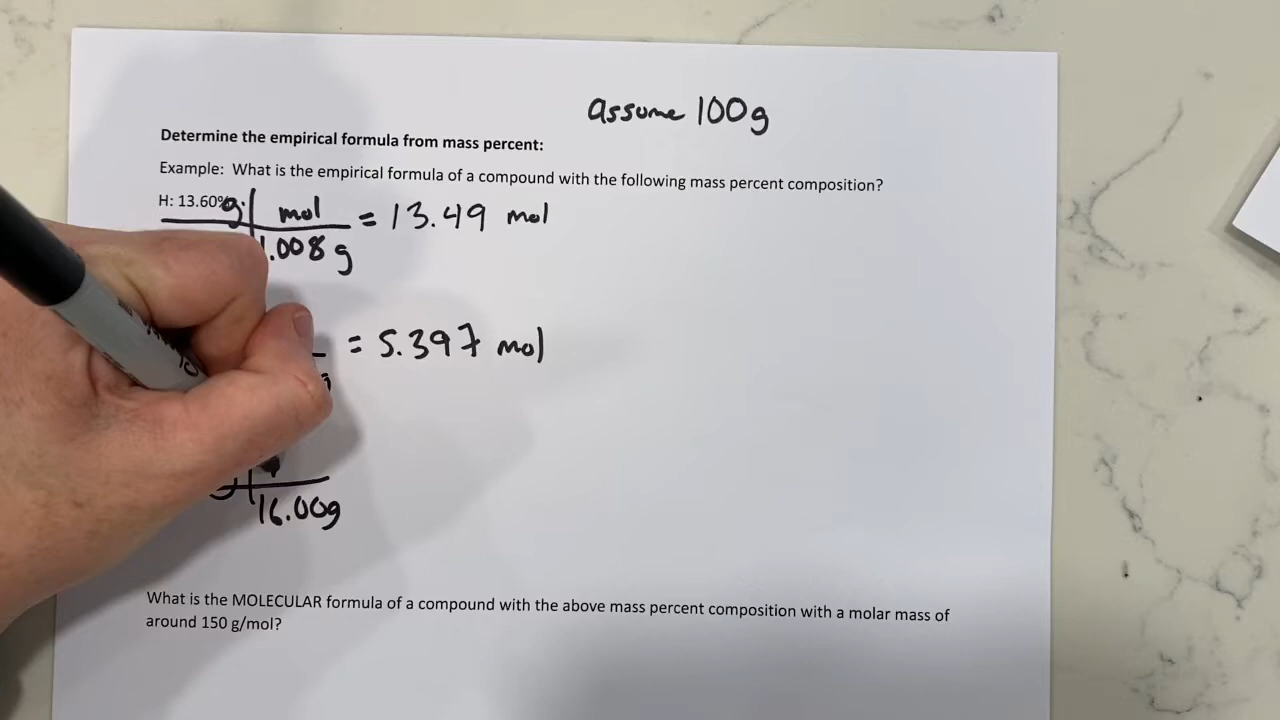 assume 100g
Determine the empirical formula from mass percent:
Example: What is the empirical formula of a compound with the following mass percent composition?
H: 13.60% g mol = 13.49 mol
1.008 g
= 5.397 mol
16.00g
What is the MOLECULAR formula of a compound with the above mass percent composition with a molar mass of
around 150 g/mol?